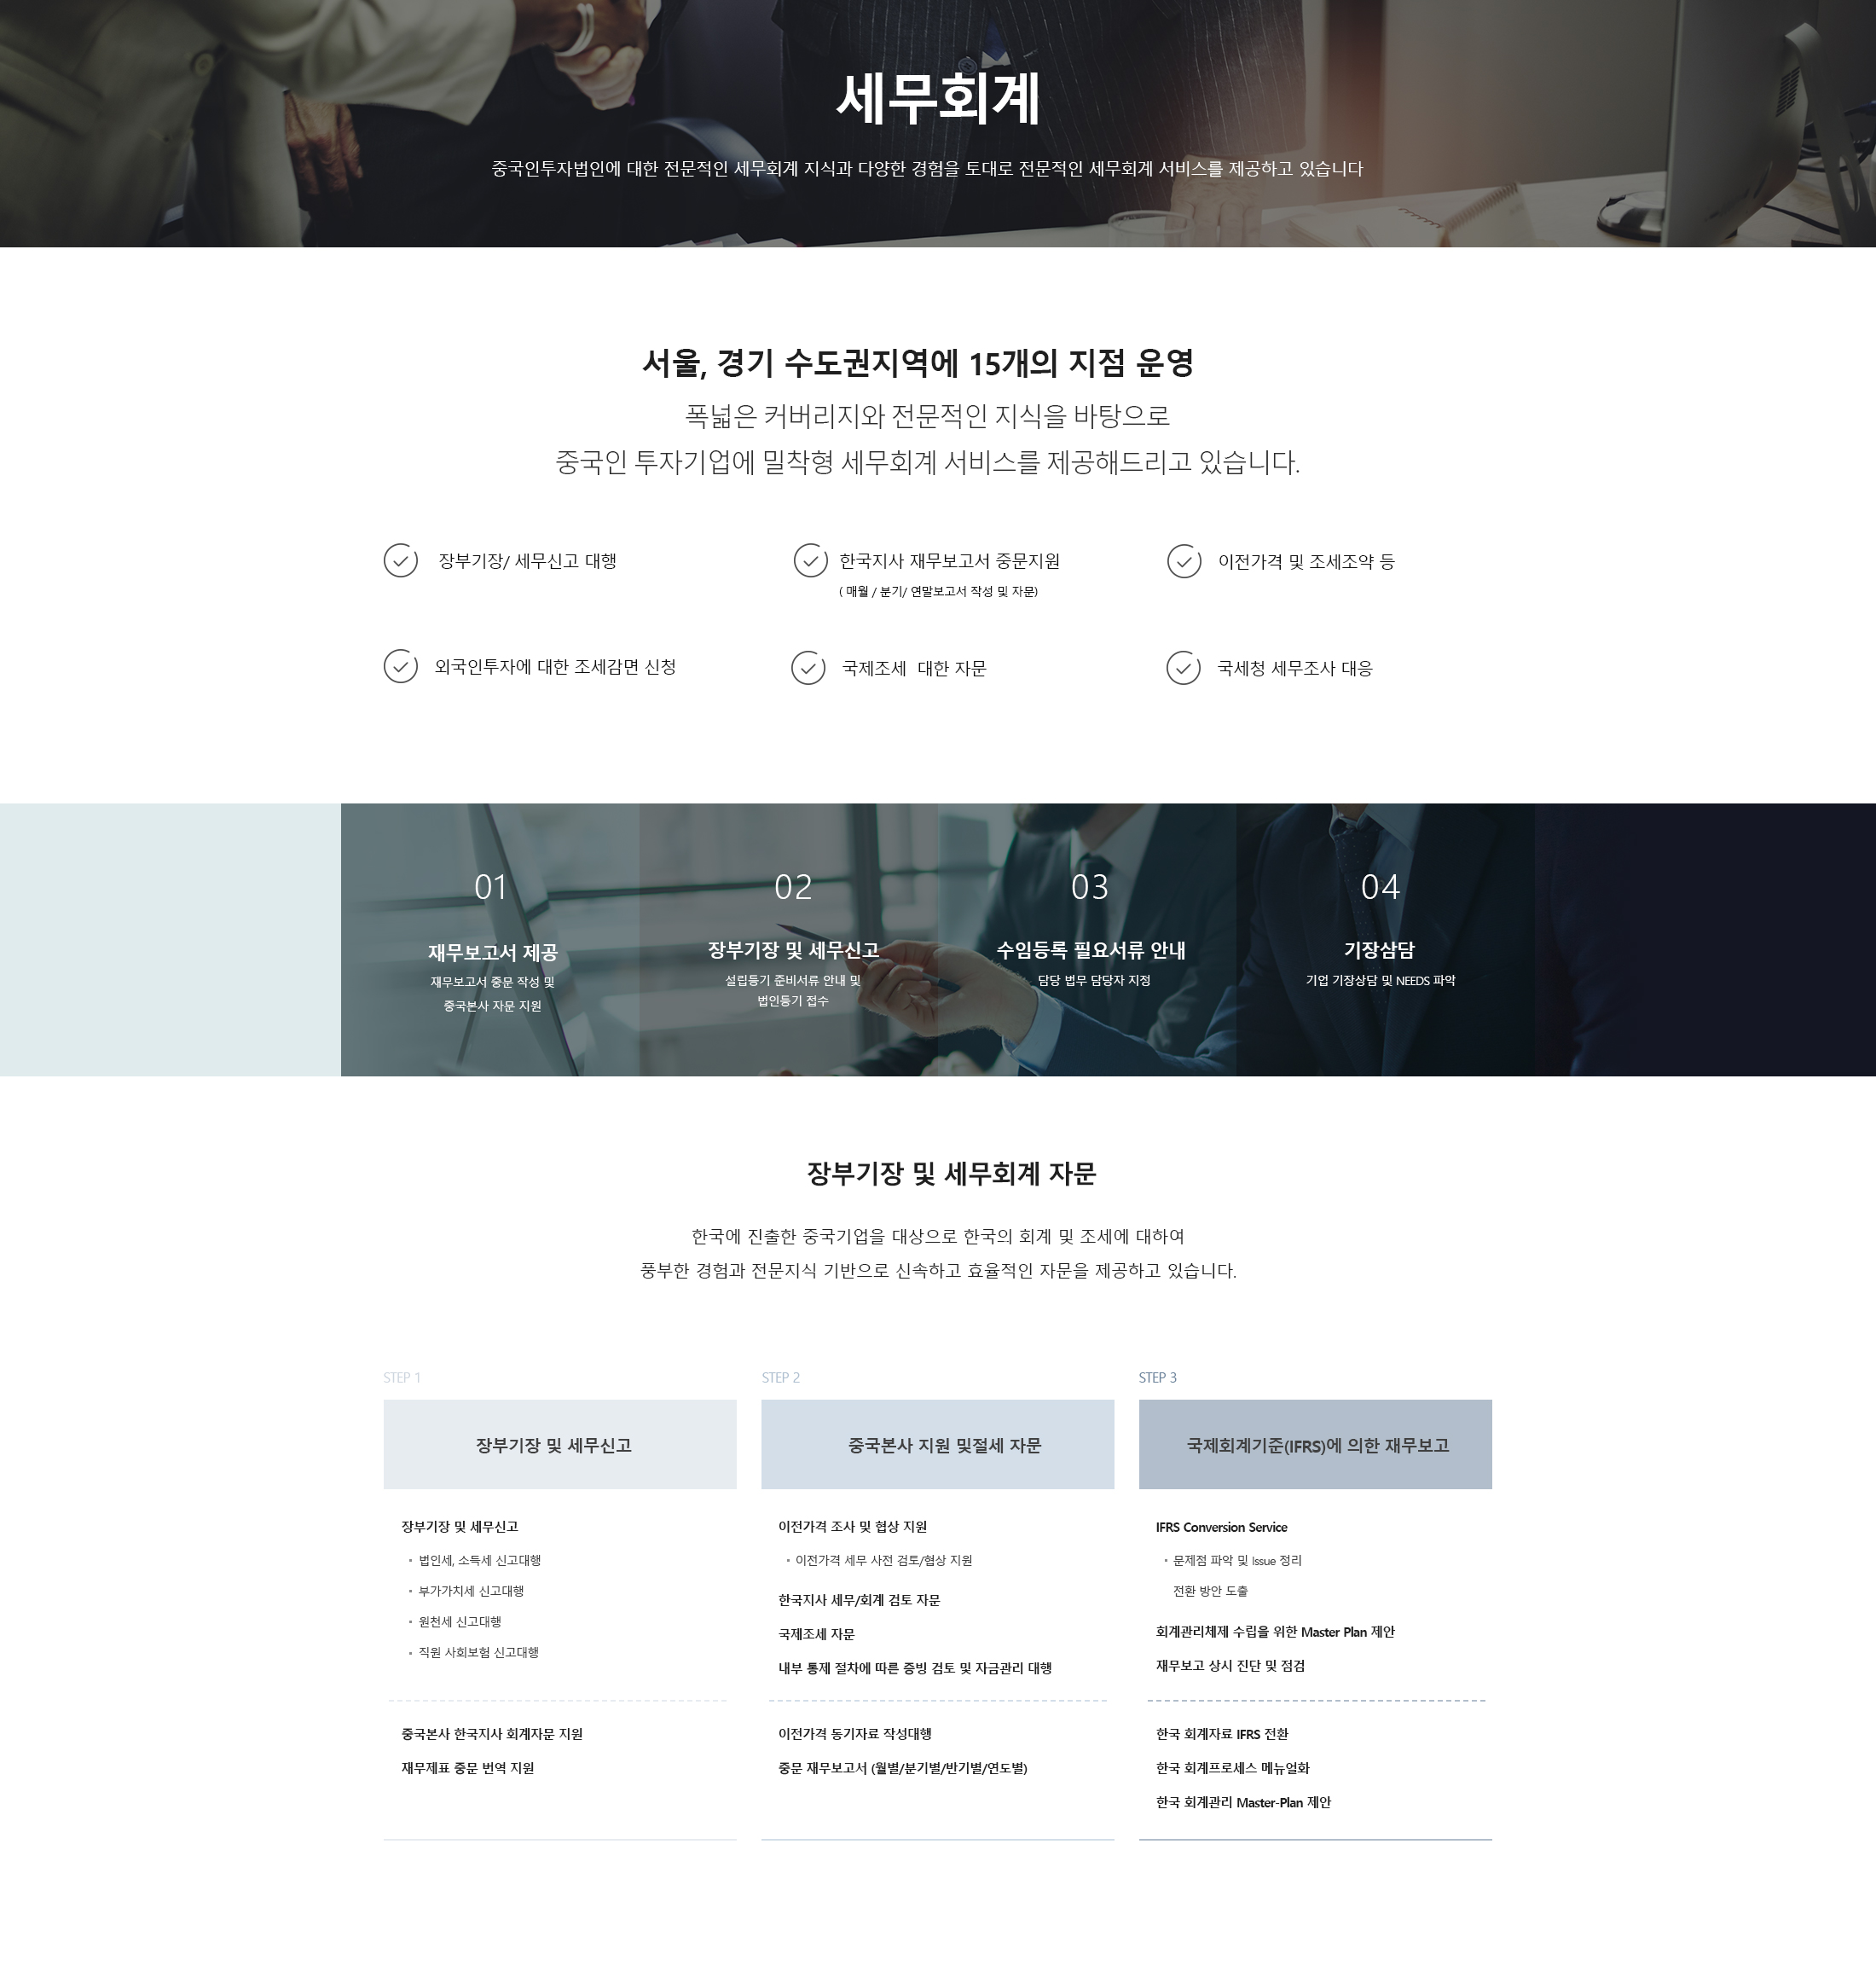 세무회계
중국인투자법인에 대한 전문적인 세무회계 지식과 다양한 경험을 토대로 전문적인 세무회계 서비스를 제공하고 있습니다
서울, 경기 수도권지역에 15개의 지점 운영
폭넓은 커버리지와 전문적인 지식을 바탕으로
중국인 투자기업에 밀착형 세무회계 서비스를 제공해드리고 있습니다.
장부기장/ 세무신고 대행
한국지사 재무보고서 중문지원
( 매월 / 분기/ 연말보고서 작성 및 자문)
이전가격 및 조세조약 등
외국인투자에 대한 조세감면 신청
국제조세 대한 자문
국세청 세무조사 대응
01
재무보고서 제공
재무보고서 중문 작성 및
중국본사 자문 지원
02
장부기장 및 세무신고
설립등기 준비서류 안내 및
법인등기 접수
03
수임등록 필요서류 안내
담당 법무 담당자 지정
04
기장상담
기업 기장상담 및 NEEDS 파악
장부기장 및 세무회계 자문
한국에 진출한 중국기업을 대상으로 한국의 회계 및 조세에 대하여
풍부한 경험과 전문지식 기반으로 신속하고 효율적인 자문을 제공하고 있습니다.
STEP 1
장부기장 및 세무신고
장부기장 및 세무신고
• 법인세, 소득세 신고대행
• 부가가치세 신고대행
• 원천세 신고대행
• 직원 사회보험 신고대행
중국본사 한국지사 회계자문 지원
재무제표 중문 번역 지원
STEP 2
중국본사 지원 및절세 자문
이전가격 조사 및 협상 지원
• 이전가격 세무 사전 검토/협상 지원
한국지사 세무/회계 검토 자문
국제조세 자문
내부 통제 절차에 따른 증빙 검토 및 자금관리 대행
이전가격 동기자료 작성대행
중문 재무보고서 (월별/분기별/반기별/연도별)
STEP 3
국제회계기준(IFRS)에 의한 재무보고
IFRS Conversion Service
• 문제점 파악 및 Issue 정리
전환 방안 도출
회계관리체제 수립을 위한 Master Plan 제안
재무보고 상시 진단 및 점검
한국 회계자료 IFRS 전환
한국 회계프로세스 메뉴얼화
한국 회계관리 Master-Plan 제안